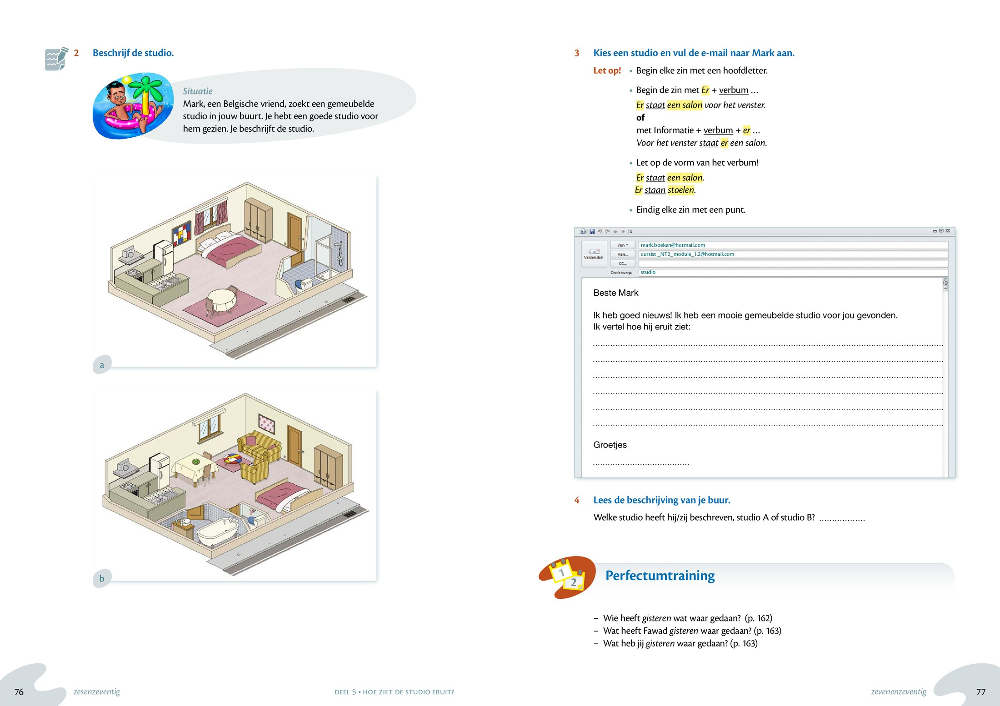 2 Beschrijf de studio.
Situatie
Mark, een Belgische vriend, zoekt een gemeubelde
studio in jouw buurt. Je hebt een goede studio voor
hem gezien. Je beschrijft de studio.
a
b
76
zesenzeventig
DEEL 5 • HOE ZIET DE STUDIO ERUIT?
3 Kies een studio en vul de e-mail naar Mark aan.
Let op! • Begin elke zin met een hoofdletter.
• Begin de zin met Er + verbum ...
Er staat een salon voor het venster.
of
met Informatie + verbum + er ...
Voor het venster staat er een salon.
• Let op de vorm van het verbum!
Er staat een salon.
Er staan stoelen.
• Eindig elke zin met een punt.
Verzenden
Van mark.boeken@hotmail.com
Aan... cursist _NT2_module_1.2@hotmail.com
CC...
Onderwerp: studio
Beste Mark
Ik heb goed nieuws! Ik heb een mooie gemeubelde studio voor jou gevonden.
Ik vertel hoe hij eruit ziet:
Groetjes
4 Lees de beschrijving van je buur.
Welke studio heeft hij/zij beschreven, studio A of studio B? ..................
1
2
Perfectumtraining
– Wie heeft gisteren wat waar gedaan? (p. 162)
– Wat heeft Fawad gisteren waar gedaan? (p. 163)
– Wat heb jij gisteren waar gedaan? (p. 163)
zevenenzeventig
77